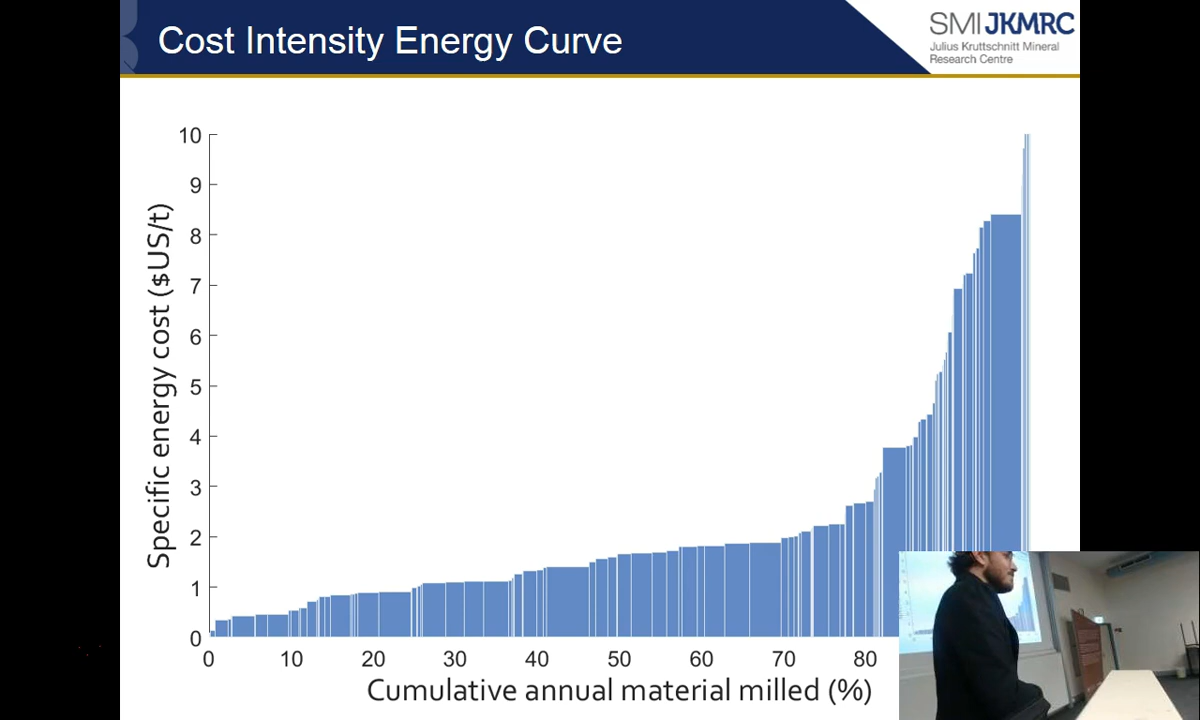 Cost Intensity Energy Curve
SMI JKMRC
Julius Kruttschnitt Mineral
Research Centre
10
9
8
7
6
5
4
3
2
1
0
Specific energy cost ($US/t)
0 10 20 30 40 50 60 70 80
Cumulative annual material milled (%)